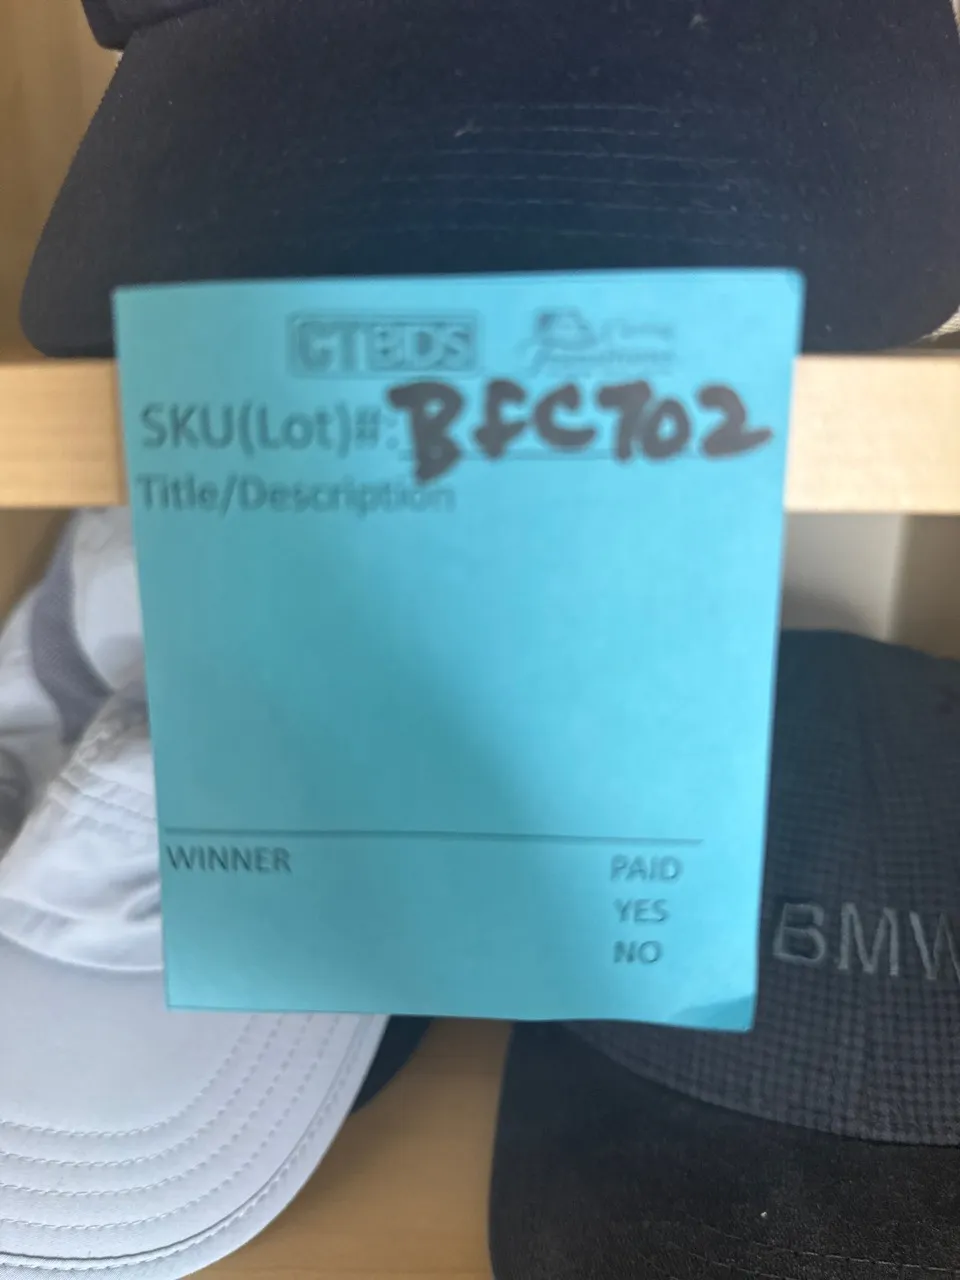 CTBDS
SKU(Lot)#: BFC702
Title/Description
WINNER
PAID
YES
NO
BMW